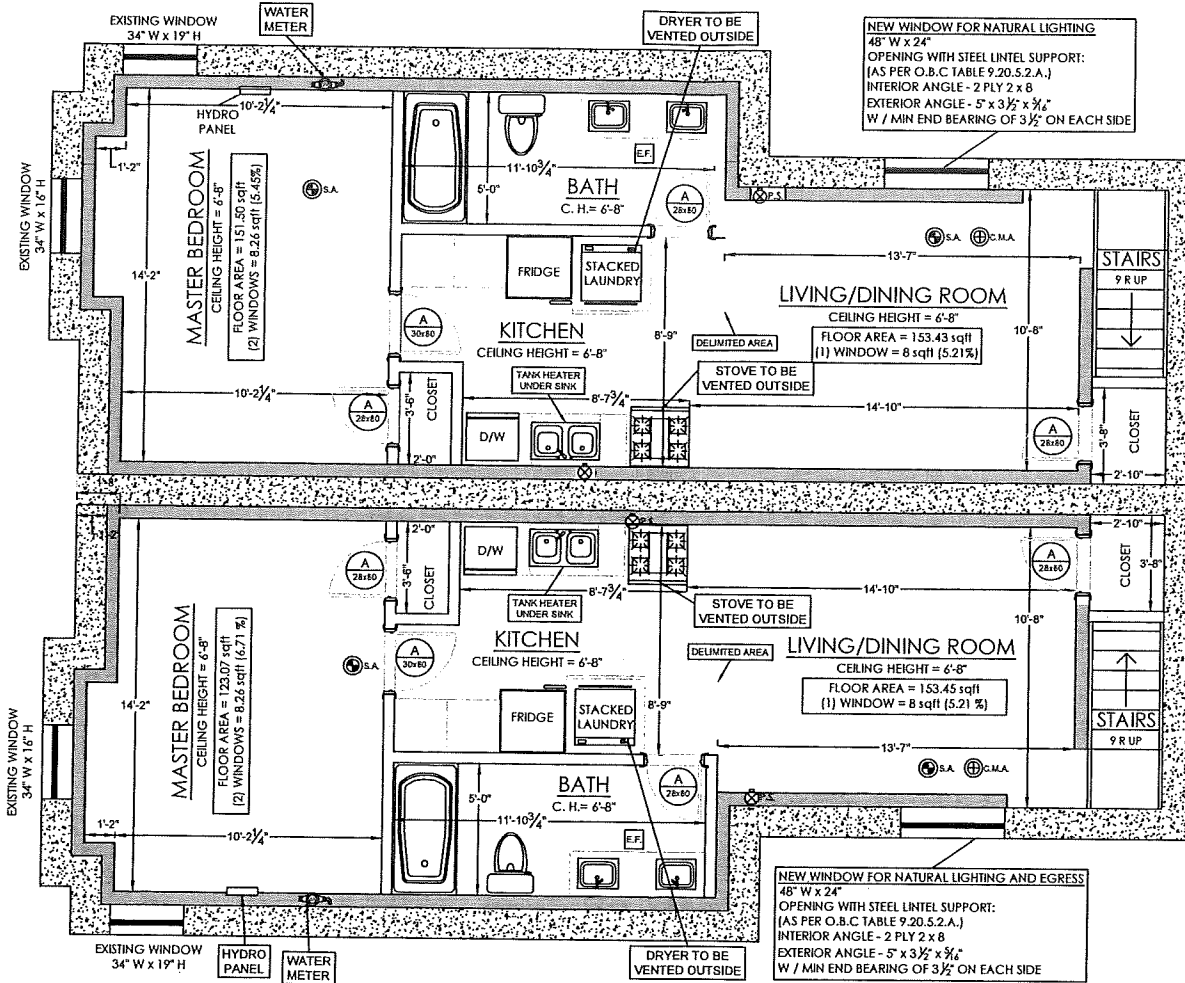 EXISTING WINDOW
34" W x 19" H
WATER
METER
DRYER TO BE
VENTED OUTSIDE
NEW WINDOW FOR NATURAL LIGHTING
48" W x 24"
OPENING WITH STEEL LINTEL SUPPORT:
(AS PER O.B.C TABLE 9.20.5.2.A.)
INTERIOR ANGLE - 2 PLY 2 x 8
EXTERIOR ANGLE - 5" x 3½" x 5⁄16"
W / MIN END BEARING OF 3½" ON EACH SIDE
10'-2¼"
HYDRO
PANEL
1'-2"
EXISTING WINDOW
34" W x 16" H
14'-2"
MASTER BEDROOM
CEILING HEIGHT = 6'-8"
FLOOR AREA = 151.50 sqft
(2) WINDOWS = 8.26 sqft (5.45%)
S.A.
5'-0"
11'-10¾"
BATH
C. H.= 6'-8"
E.F.
A
28x80
P.S.
S.A.
C.M.A.
13'-7"
STAIRS
9 R UP
FRIDGE
STACKED
LAUNDRY
KITCHEN
CEILING HEIGHT = 6'-8"
A
30x80
8'-9"
LIVING/DINING ROOM
CEILING HEIGHT = 6'-8"
FLOOR AREA = 153.43 sqft
(1) WINDOW = 8 sqft (5.21%)
10'-8"
DELIMITED AREA
TANK HEATER
UNDER SINK
STOVE TO BE
VENTED OUTSIDE
10'-2¼"
A
28x80
3'-6"
CLOSET
2'-0"
8'-7¾"
D/W
14'-10"
A
28x80
3'-8"
CLOSET
2'-10"
1'-2"
2'-0"
D/W
P.S.
2'-10"
A
28x80
3'-6"
CLOSET
TANK HEATER
UNDER SINK
8'-7¾"
STOVE TO BE
VENTED OUTSIDE
14'-10"
A
28x80
CLOSET
3'-8"
10'-8"
MASTER BEDROOM
CEILING HEIGHT = 6'-8"
FLOOR AREA = 123.07 sqft
(2) WINDOWS = 8.26 sqft (6.71 %)
S.A.
A
30x80
KITCHEN
CEILING HEIGHT = 6'-8"
DELIMITED AREA
LIVING/DINING ROOM
CEILING HEIGHT = 6'-8"
FLOOR AREA = 153.45 sqft
(1) WINDOW = 8 sqft (5.21 %)
14'-2"
FRIDGE
STACKED
LAUNDRY
8'-9"
STAIRS
9 R UP
13'-7"
EXISTING WINDOW
34" W x 16" H
1'-2"
10'-2¼"
5'-0"
BATH
C. H.= 6'-8"
11'-10¾"
E.F.
A
28x80
P.S.
S.A.
C.M.A.
EXISTING WINDOW
34" W x 19" H
HYDRO
PANEL
WATER
METER
DRYER TO BE
VENTED OUTSIDE
NEW WINDOW FOR NATURAL LIGHTING AND EGRESS
48" W x 24"
OPENING WITH STEEL LINTEL SUPPORT:
(AS PER O.B.C TABLE 9.20.5.2.A.)
INTERIOR ANGLE - 2 PLY 2 x 8
EXTERIOR ANGLE - 5" x 3½" x 5⁄16"
W / MIN END BEARING OF 3½" ON EACH SIDE